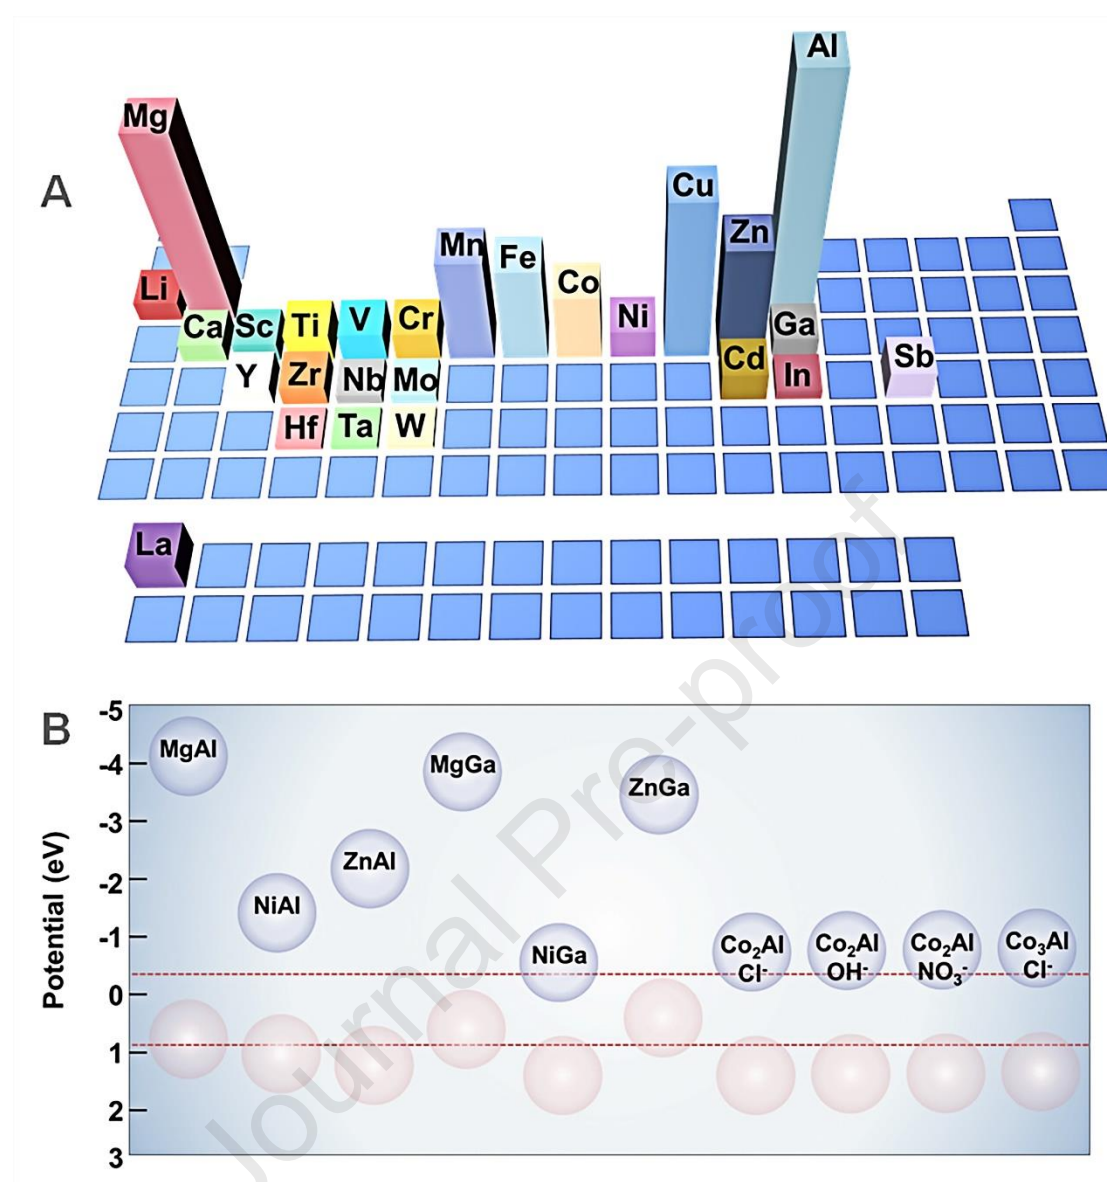 A
Al
Mg
Cu
Zn
Mn Fe Co
Li
Ca Sc Ti V Cr Ni Ga
Y Zr Nb Mo Cd In Sb
Hf Ta W
La
Journal Pre-proof
B
Potential (eV)
-5
-4
-3
-2
-1
0
1
2
3
MgAl
NiAl
ZnAl
MgGa
NiGa
ZnGa
Co₂Al
Cl⁻
Co₂Al
OH⁻
Co₂Al
NO₃⁻
Co₃Al
Cl⁻